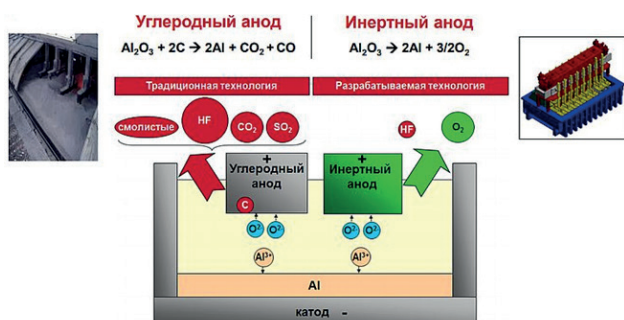 Углеродный анод
Инертный анод
Al₂O₃ + 2C → 2Al + CO₂ + CO
Al₂O₃ → 2Al + 3/2O₂
Традиционная технология
Разрабатываемая технология
смолистые
HF
CO₂
SO₂
HF
O₂
+
Углеродный
анод
C
+
Инертный
анод
O²⁻
O²⁻
O²⁻
O²⁻
Al³⁺
Al³⁺
Al
катод -